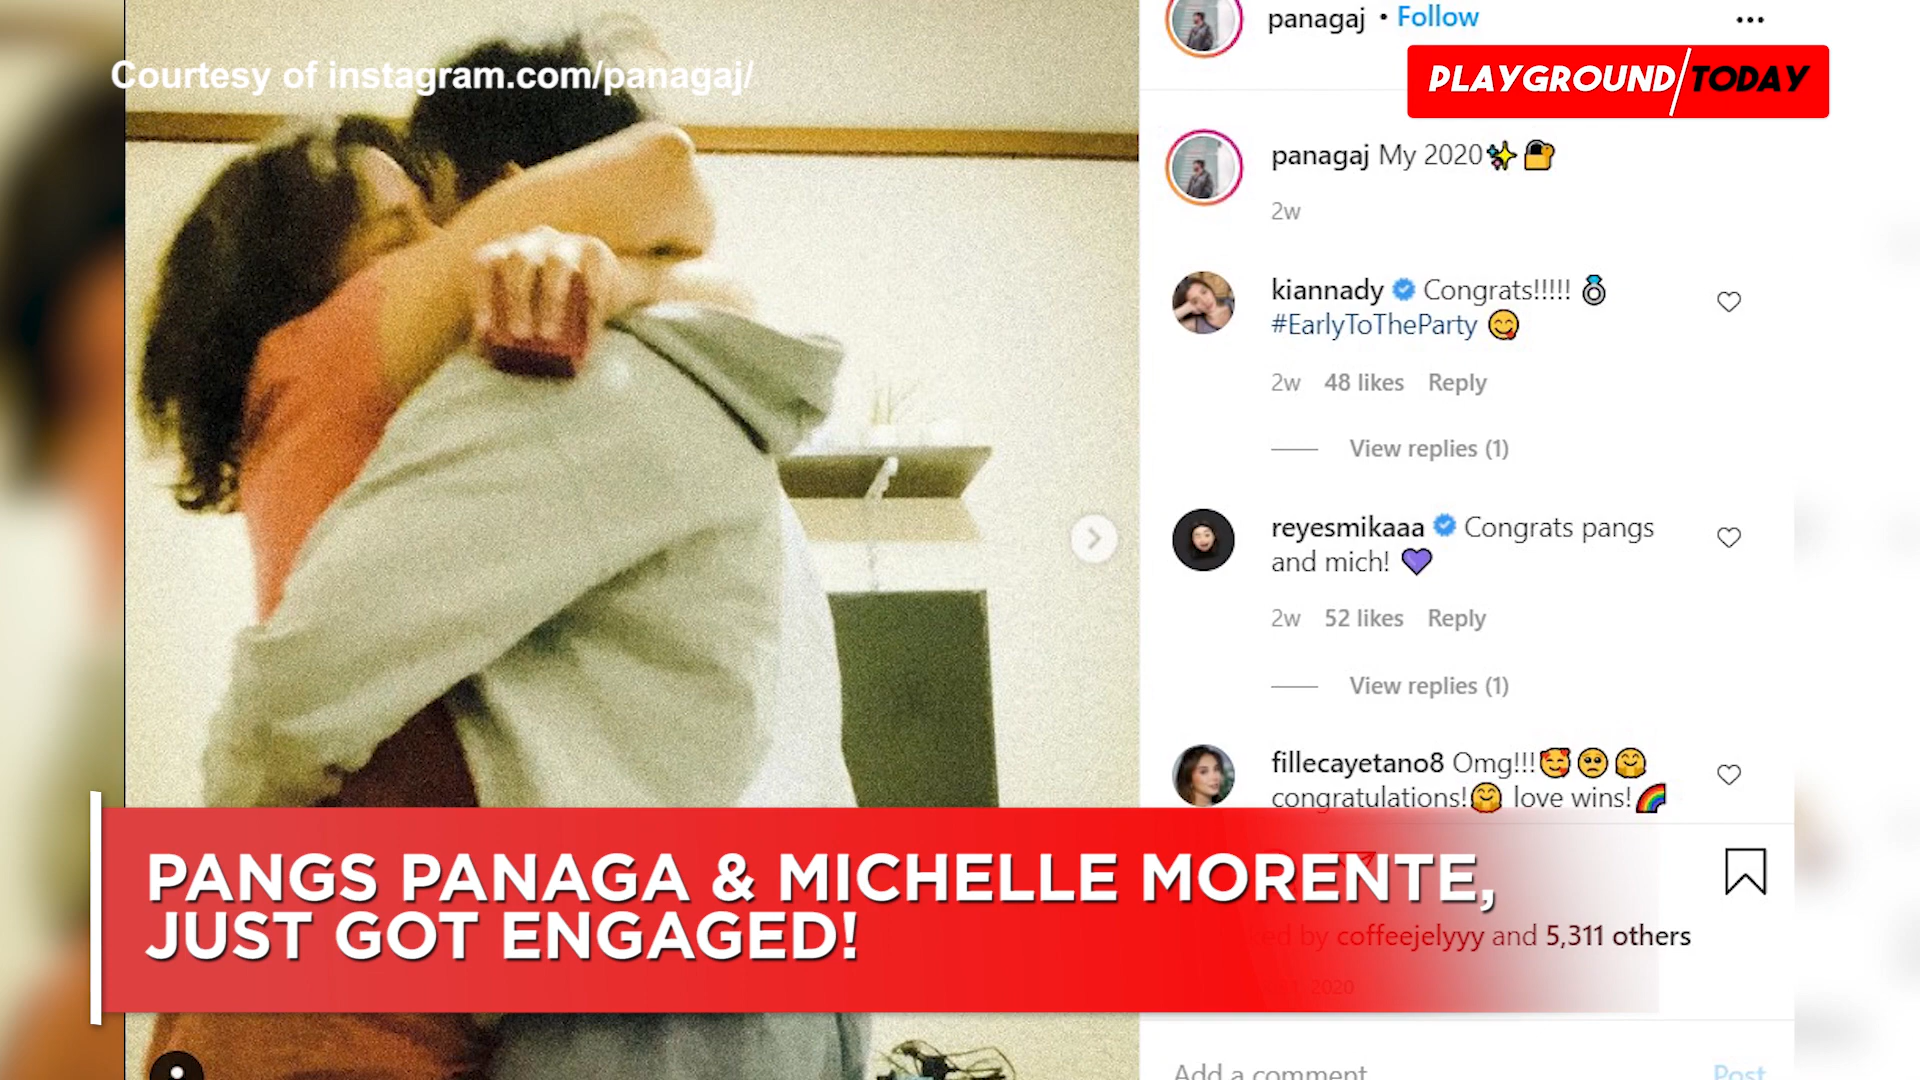 panagaj • Follow
Courtesy of instagram.com/panagaj/
PLAYGROUND/TODAY
panagaj My 2020✨🔐
2w
kiannady Congrats!!!!! 💍
#EarlyToTheParty 😋
2w 48 likes Reply
View replies (1)
reyesmikaaa Congrats pangs
and mich! 💜
2w 52 likes Reply
View replies (1)
fillecayetano8 Omg!!!🥰🥺🤗
congratulations!🤗 love wins!🌈
PANGS PANAGA & MICHELLE MORENTE,
JUST GOT ENGAGED!
by coffeejelyyy and 5,311 others
2020
Add a comment
Post